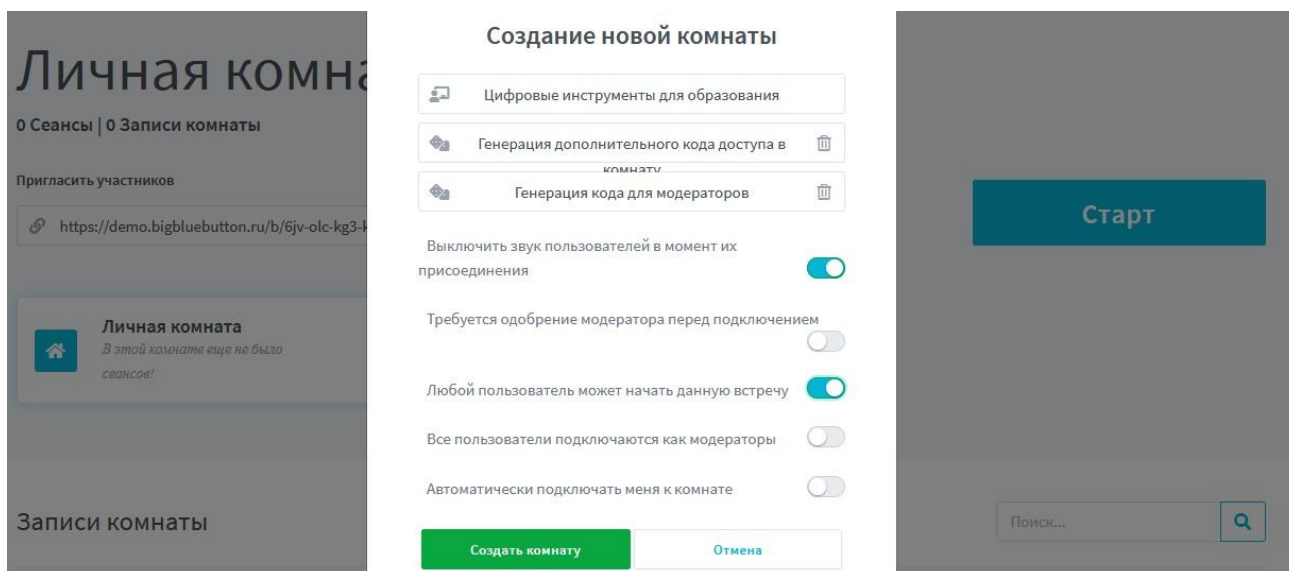 Создание новой комнаты
Личная комна
0 Сеансы | 0 Записи комнаты
Пригласить участников
https://demo.bigbluebutton.ru/b/6jv-olc-kg3-k
Личная комната
В этой комнате еще не было
сеансов!
Цифровые инструменты для образования
Генерация дополнительного кода доступа в
комнату
Генерация кода для модераторов
Выключить звук пользователей в момент их
присоединения
Требуется одобрение модератора перед подключением
Любой пользователь может начать данную встречу
Все пользователи подключаются как модераторы
Автоматически подключать меня к комнате
Создать комнату
Отмена
Старт
Записи комнаты
Поиск...